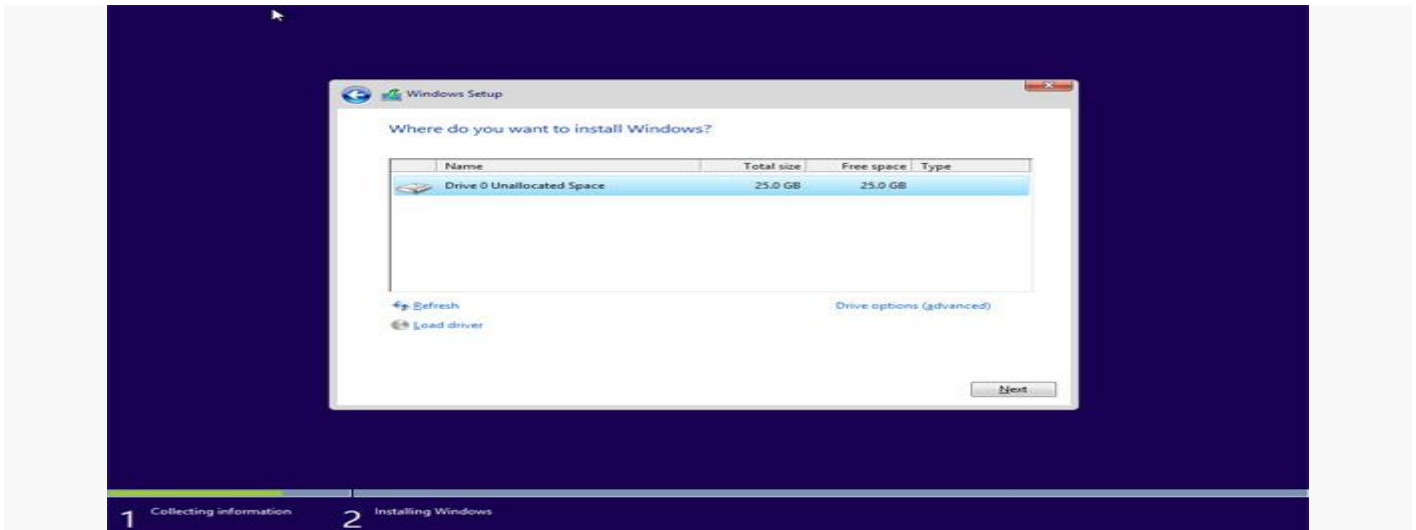 Windows Setup
Where do you want to install Windows?
Name Total size Free space Type
Drive 0 Unallocated Space 25.0 GB 25.0 GB
Refresh Drive options (advanced)
Load driver
Next
1 Collecting information 2 Installing Windows